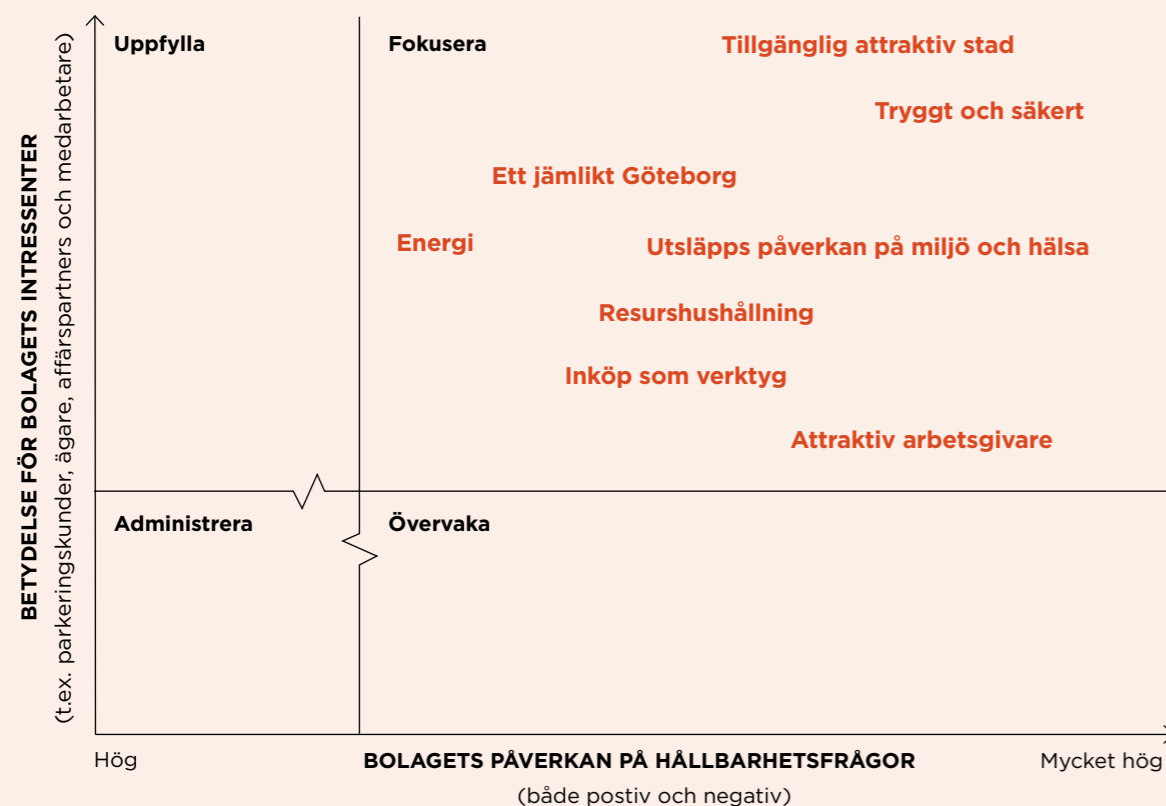 BETYDELSE FÖR BOLAGETS INTRESSENTER
(t.ex. parkeringskunder, ägare, affärspartners och medarbetare)
Uppfylla
Fokusera
Tillgänglig attraktiv stad
Tryggt och säkert
Ett jämlikt Göteborg
Energi
Utsläpps påverkan på miljö och hälsa
Resurshushållning
Inköp som verktyg
Attraktiv arbetsgivare
Administrera
Övervaka
Hög
BOLAGETS PÅVERKAN PÅ HÅLLBARHETSFRÅGOR
Mycket hög
(både postiv och negativ)